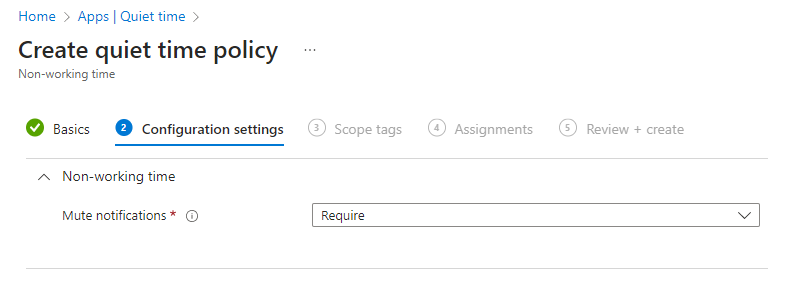 Home > Apps | Quiet time >
Create quiet time policy ...
Non-working time
Basics 2 Configuration settings 3 Scope tags 4 Assignments 5 Review + create
Non-working time
Mute notifications * i Require